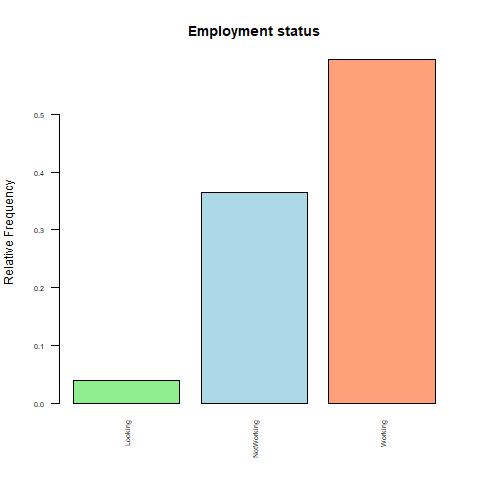 Employment status
Relative Frequency
0.5
0.4
0.3
0.2
0.1
0.0
Looking
NotWorking
Working